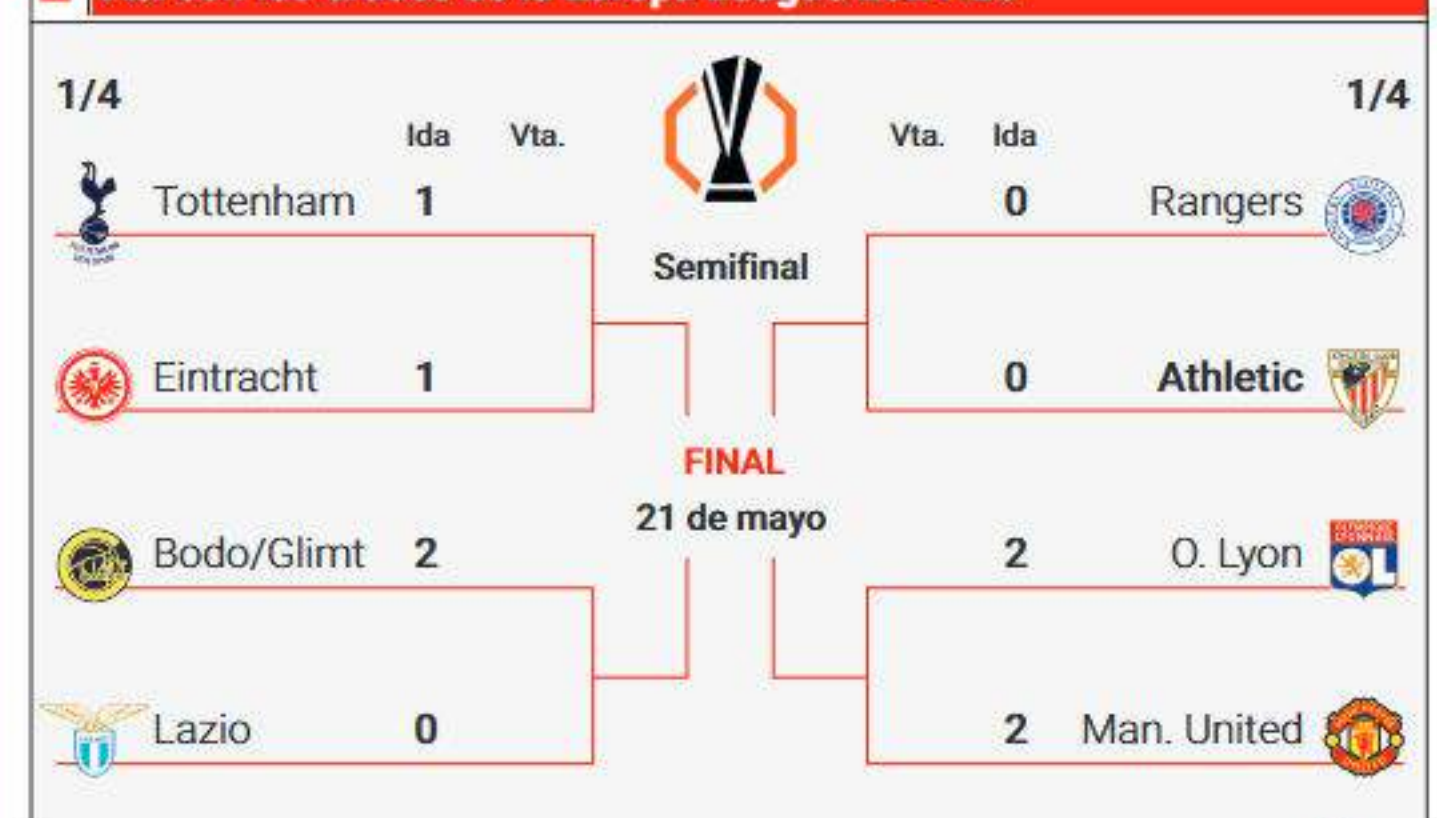 1/4 1/4
Ida Vta. Vta. Ida
Tottenham 1 0 Rangers
Semifinal
Eintracht 1 0 Athletic
FINAL
21 de mayo
Bodo/Glimt 2 2 O. Lyon
Lazio 0 2 Man. United